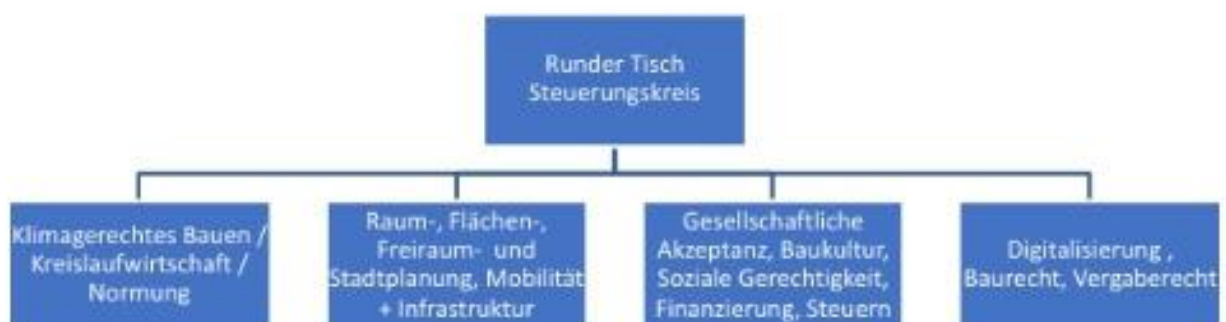 Runder Tisch
Steuerungskreis
Klimagerechtes Bauen /
Kreislaufwirtschaft /
Normung
Raum-, Flächen-,
Freiraum- und
Stadtplanung, Mobilität
+ Infrastruktur
Gesellschaftliche
Akzeptanz, Baukultur,
Soziale Gerechtigkeit,
Finanzierung, Steuern
Digitalisierung ,
Baurecht, Vergaberecht